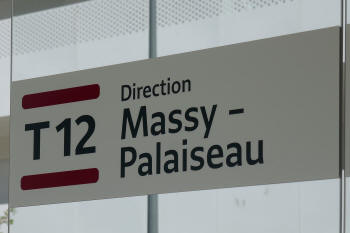 T12
Direction
Massy –
Palaiseau